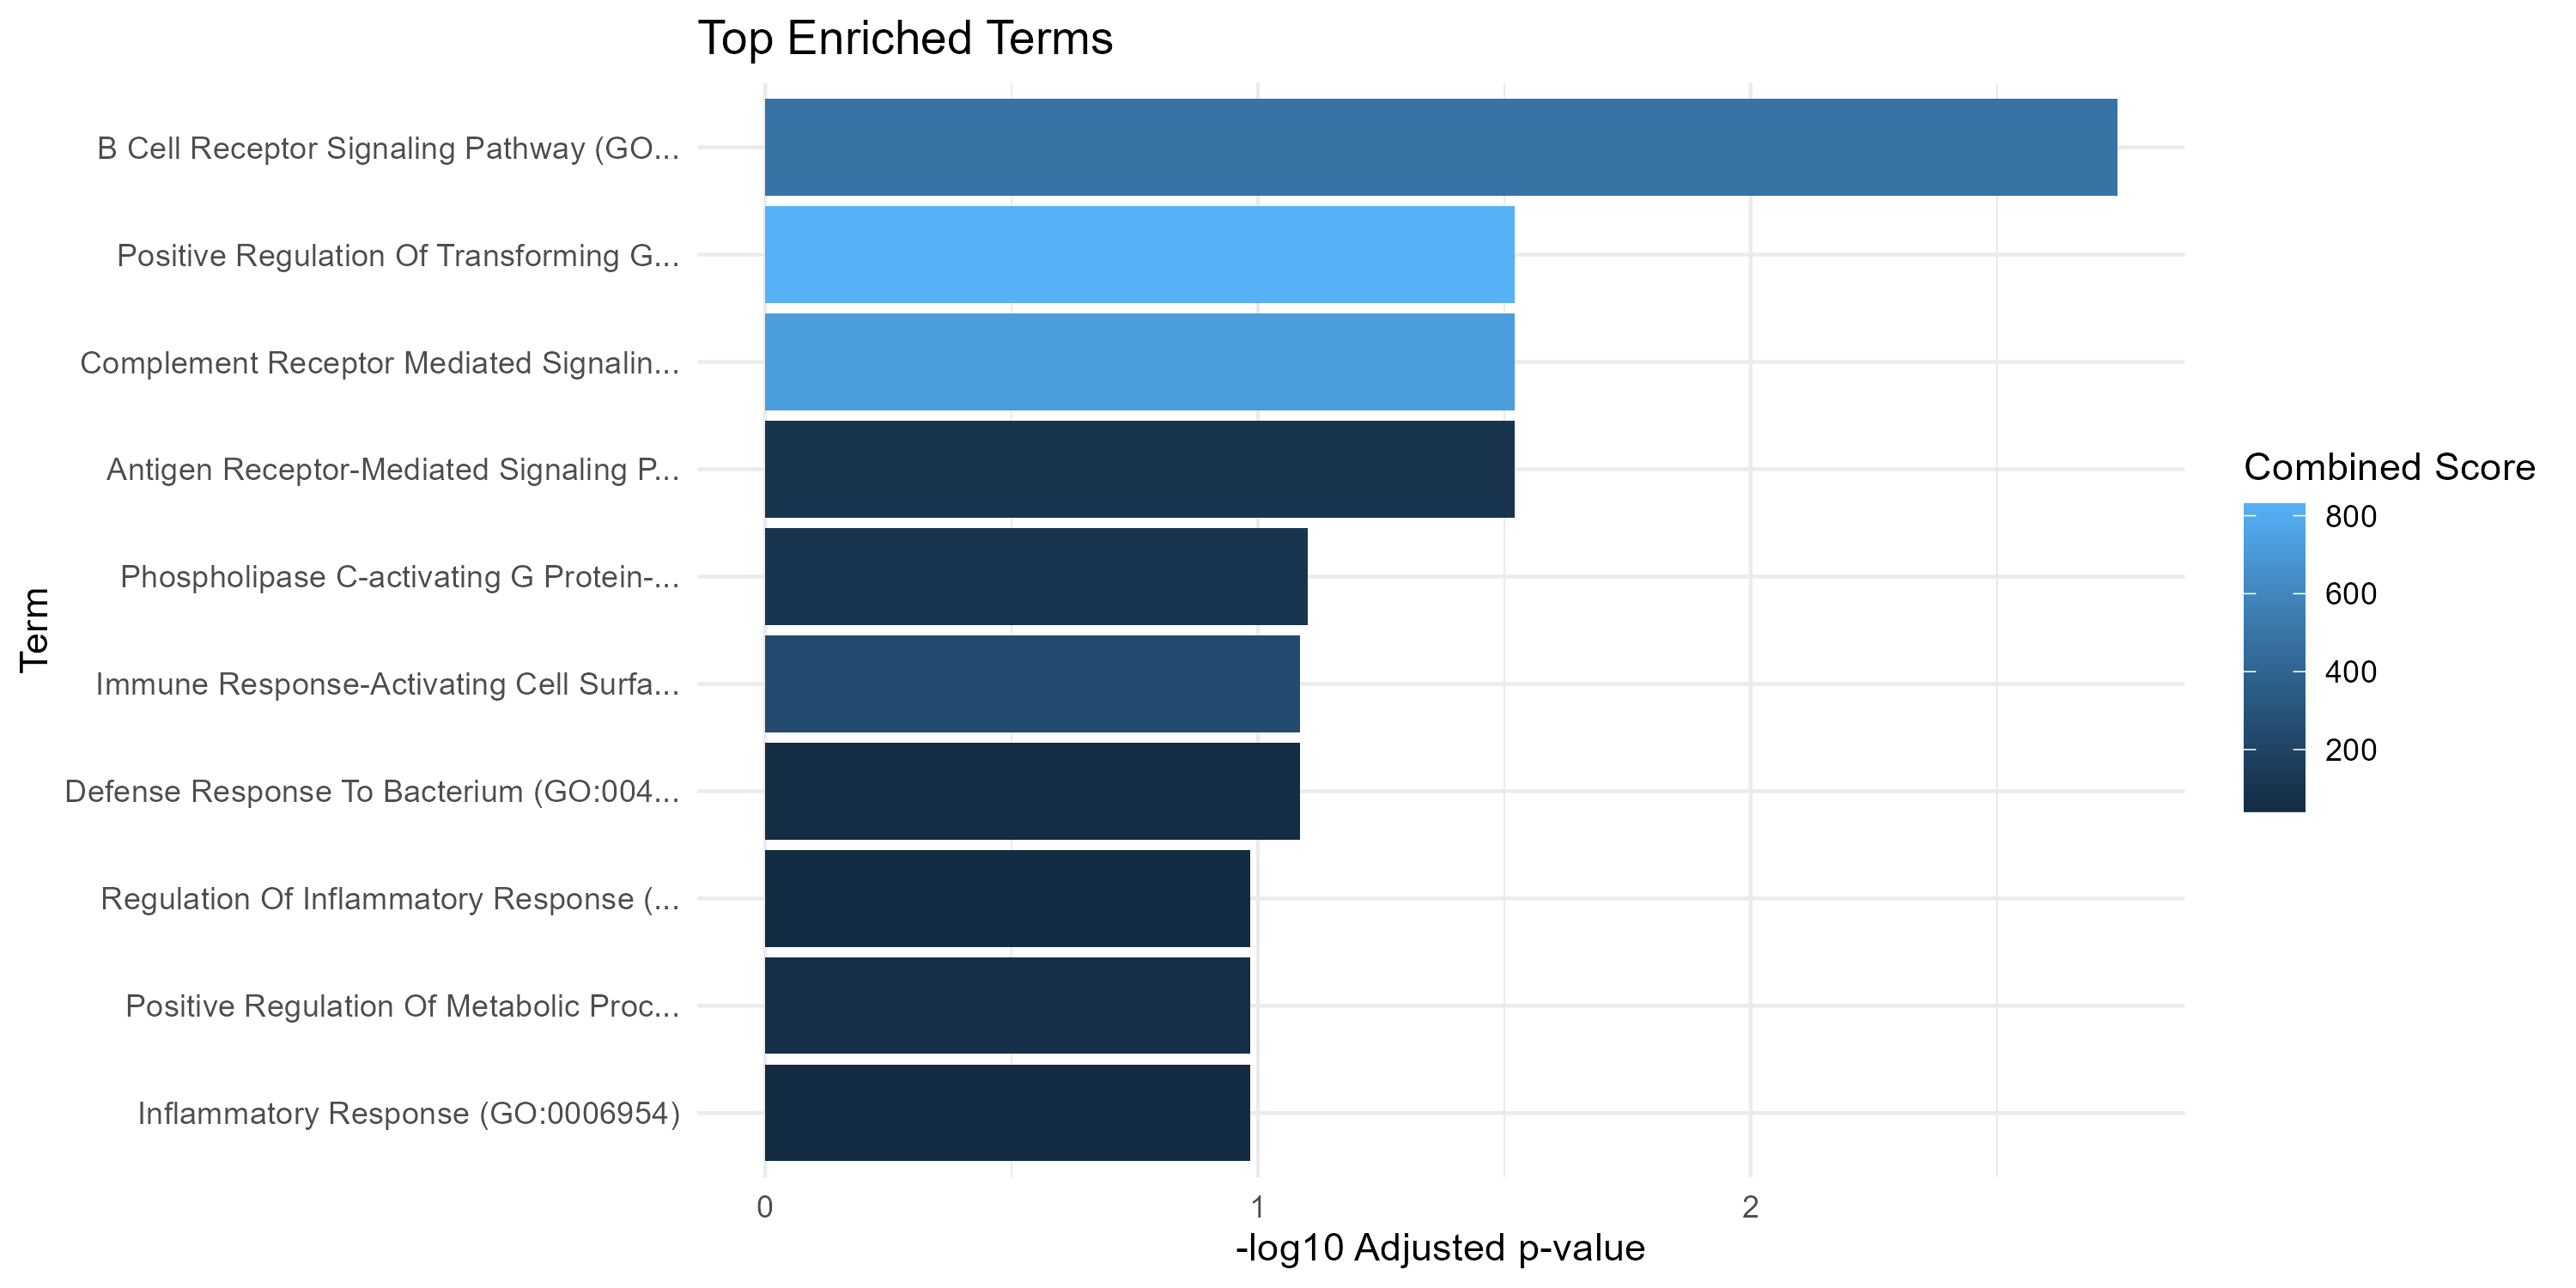 Top Enriched Terms
B Cell Receptor Signaling Pathway (GO...
Positive Regulation Of Transforming G...
Complement Receptor Mediated Signalin...
Antigen Receptor-Mediated Signaling P...
Phospholipase C-activating G Protein-...
Immune Response-Activating Cell Surfa...
Defense Response To Bacterium (GO:004...
Regulation Of Inflammatory Response (...
Positive Regulation Of Metabolic Proc...
Inflammatory Response (GO:0006954)
Term
0 1 2
-log10 Adjusted p-value
Combined Score
800
600
400
200